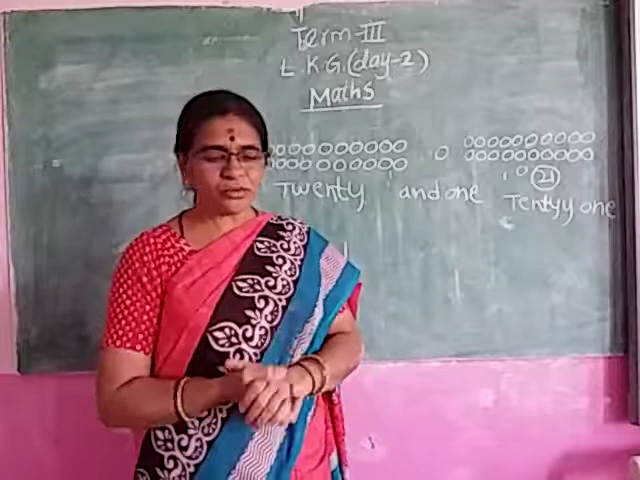 Term-III
L.K.G.(day-2)
Maths
21
Twenty and one Tentyy one